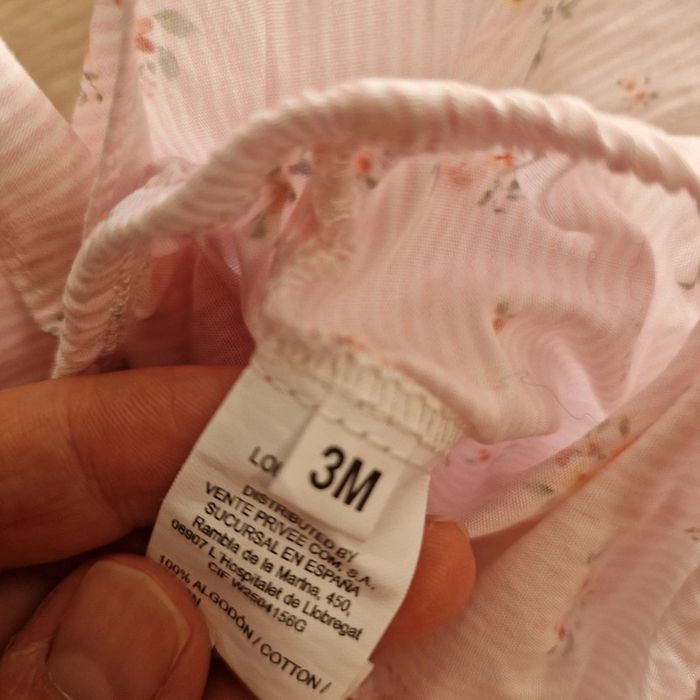 3M
DISTRIBUTED BY
VENTE PRIVEE COM, S.A.
SUCURSAL EN ESPAÑA
Rambla de la Marina, 450,
08907 L'Hospitalet de Llobregat
CIF W2504156G
100% ALGODÓN / COTTON /